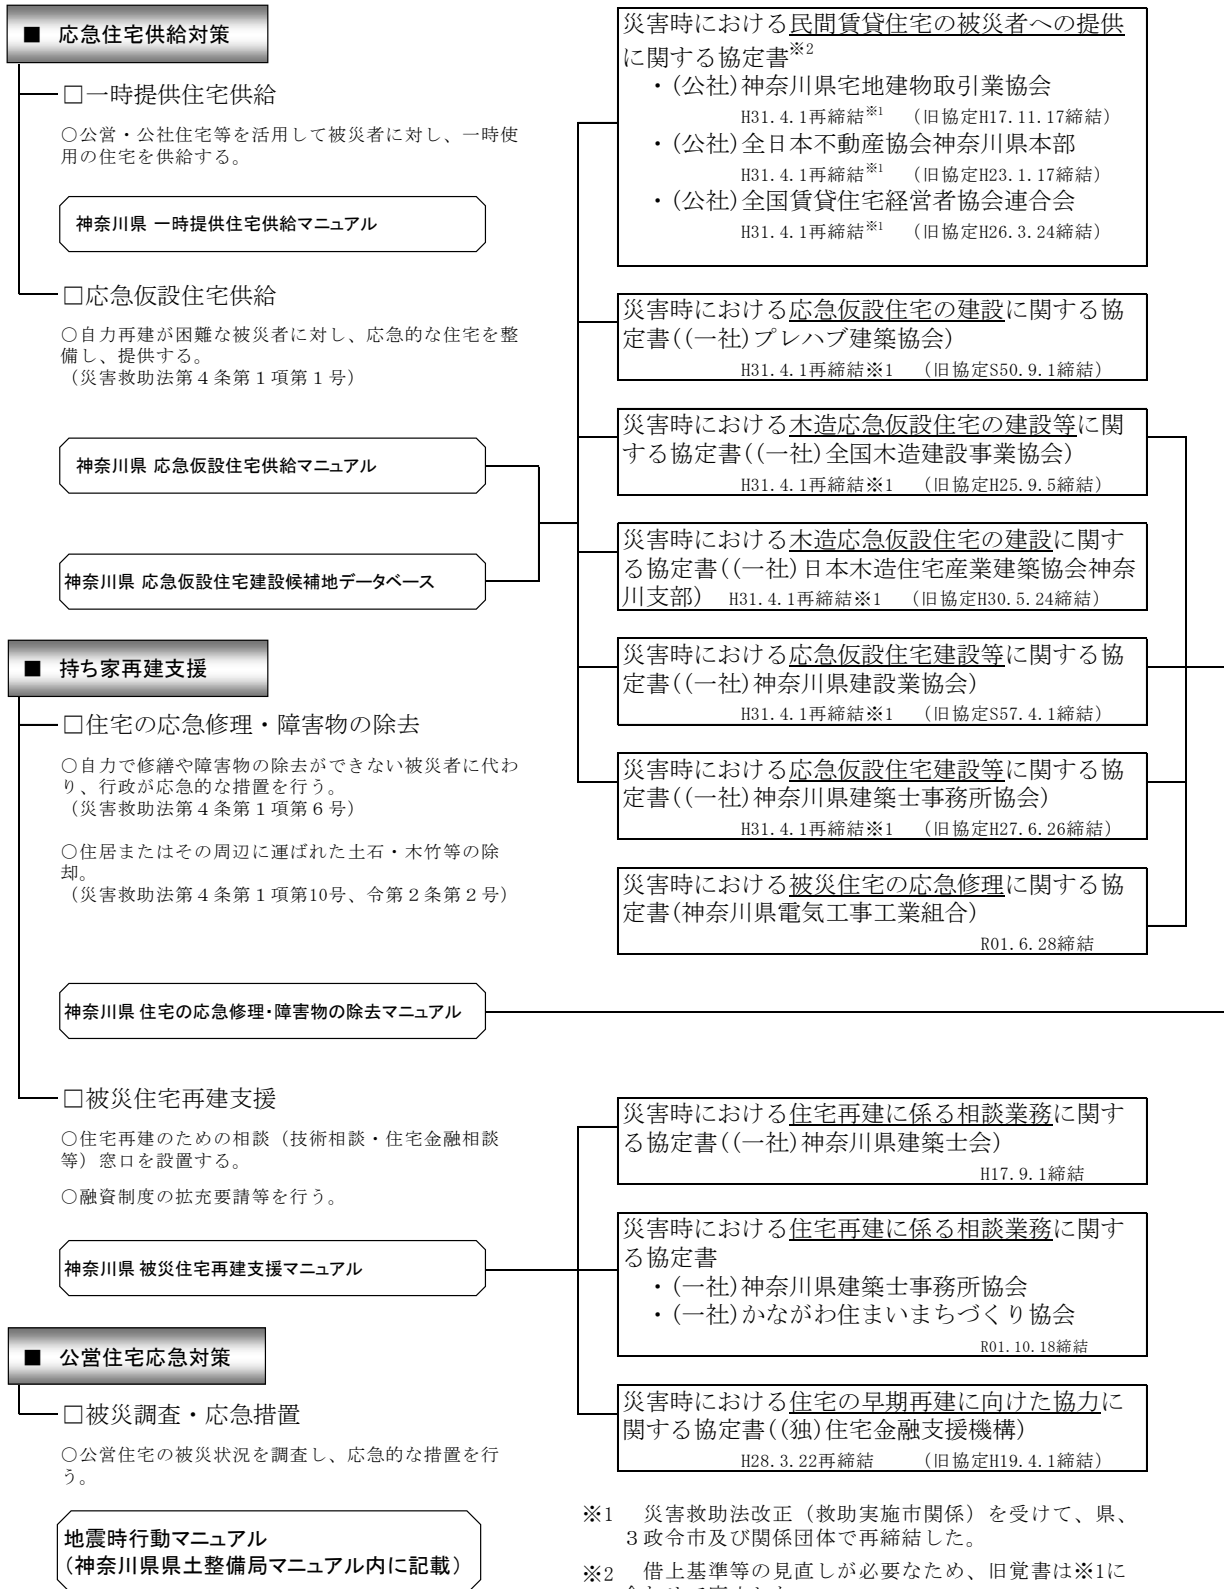 ■ 応急住宅供給対策
□一時提供住宅供給
○公営・公社住宅等を活用して被災者に対し、一時使
用の住宅を供給する。
神奈川県 一時提供住宅供給マニュアル
□応急仮設住宅供給
○自力再建が困難な被災者に対し、応急的な住宅を整
備し、提供する。
（災害救助法第４条第１項第１号）
神奈川県 応急仮設住宅供給マニュアル
神奈川県 応急仮設住宅建設候補地データベース
■ 持ち家再建支援
□住宅の応急修理・障害物の除去
○自力で修繕や障害物の除去ができない被災者に代わ
り、行政が応急的な措置を行う。
（災害救助法第４条第１項第６号）
○住居またはその周辺に運ばれた土石・木竹等の除
却。
（災害救助法第４条第１項第10号、令第２条第２号）
神奈川県 住宅の応急修理・障害物の除去マニュアル
□被災住宅再建支援
○住宅再建のための相談（技術相談・住宅金融相談
等）窓口を設置する。
○融資制度の拡充要請等を行う。
神奈川県 被災住宅再建支援マニュアル
■ 公営住宅応急対策
□被災調査・応急措置
○公営住宅の被災状況を調査し、応急的な措置を行
う。
地震時行動マニュアル
(神奈川県県土整備局マニュアル内に記載)
災害時における民間賃貸住宅の被災者への提供
に関する協定書※2
・(公社)神奈川県宅地建物取引業協会
H31.4.1再締結※1 （旧協定H17.11.17締結）
・(公社)全日本不動産協会神奈川県本部
H31.4.1再締結※1 （旧協定H23.1.17締結）
・(公社)全国賃貸住宅経営者協会連合会
H31.4.1再締結※1 （旧協定H26.3.24締結）
災害時における応急仮設住宅の建設に関する協
定書((一社)プレハブ建築協会)
H31.4.1再締結※1 （旧協定S50.9.1締結）
災害時における木造応急仮設住宅の建設等に関
する協定書((一社)全国木造建設事業協会)
H31.4.1再締結※1 （旧協定H25.9.5締結）
災害時における木造応急仮設住宅の建設に関す
る協定書((一社)日本木造住宅産業建築協会神奈
川支部) H31.4.1再締結※1 （旧協定H30.5.24締結）
災害時における応急仮設住宅建設等に関する協
定書((一社)神奈川県建設業協会)
H31.4.1再締結※1 （旧協定S57.4.1締結）
災害時における応急仮設住宅建設等に関する協
定書((一社)神奈川県建築士事務所協会)
H31.4.1再締結※1 （旧協定H27.6.26締結）
災害時における被災住宅の応急修理に関する協
定書(神奈川県電気工事工業組合)
R01.6.28締結
災害時における住宅再建に係る相談業務に関す
る協定書((一社)神奈川県建築士会)
H17.9.1締結
災害時における住宅再建に係る相談業務に関す
る協定書
・(一社)神奈川県建築士事務所協会
・(一社)かながわ住まいまちづくり協会
R01.10.18締結
災害時における住宅の早期再建に向けた協力に
関する協定書((独)住宅金融支援機構)
H28.3.22再締結 （旧協定H19.4.1締結）
※1 災害救助法改正（救助実施市関係）を受けて、県、
３政令市及び関係団体で再締結した。
※2 借上基準等の見直しが必要なため、旧覚書は※1に